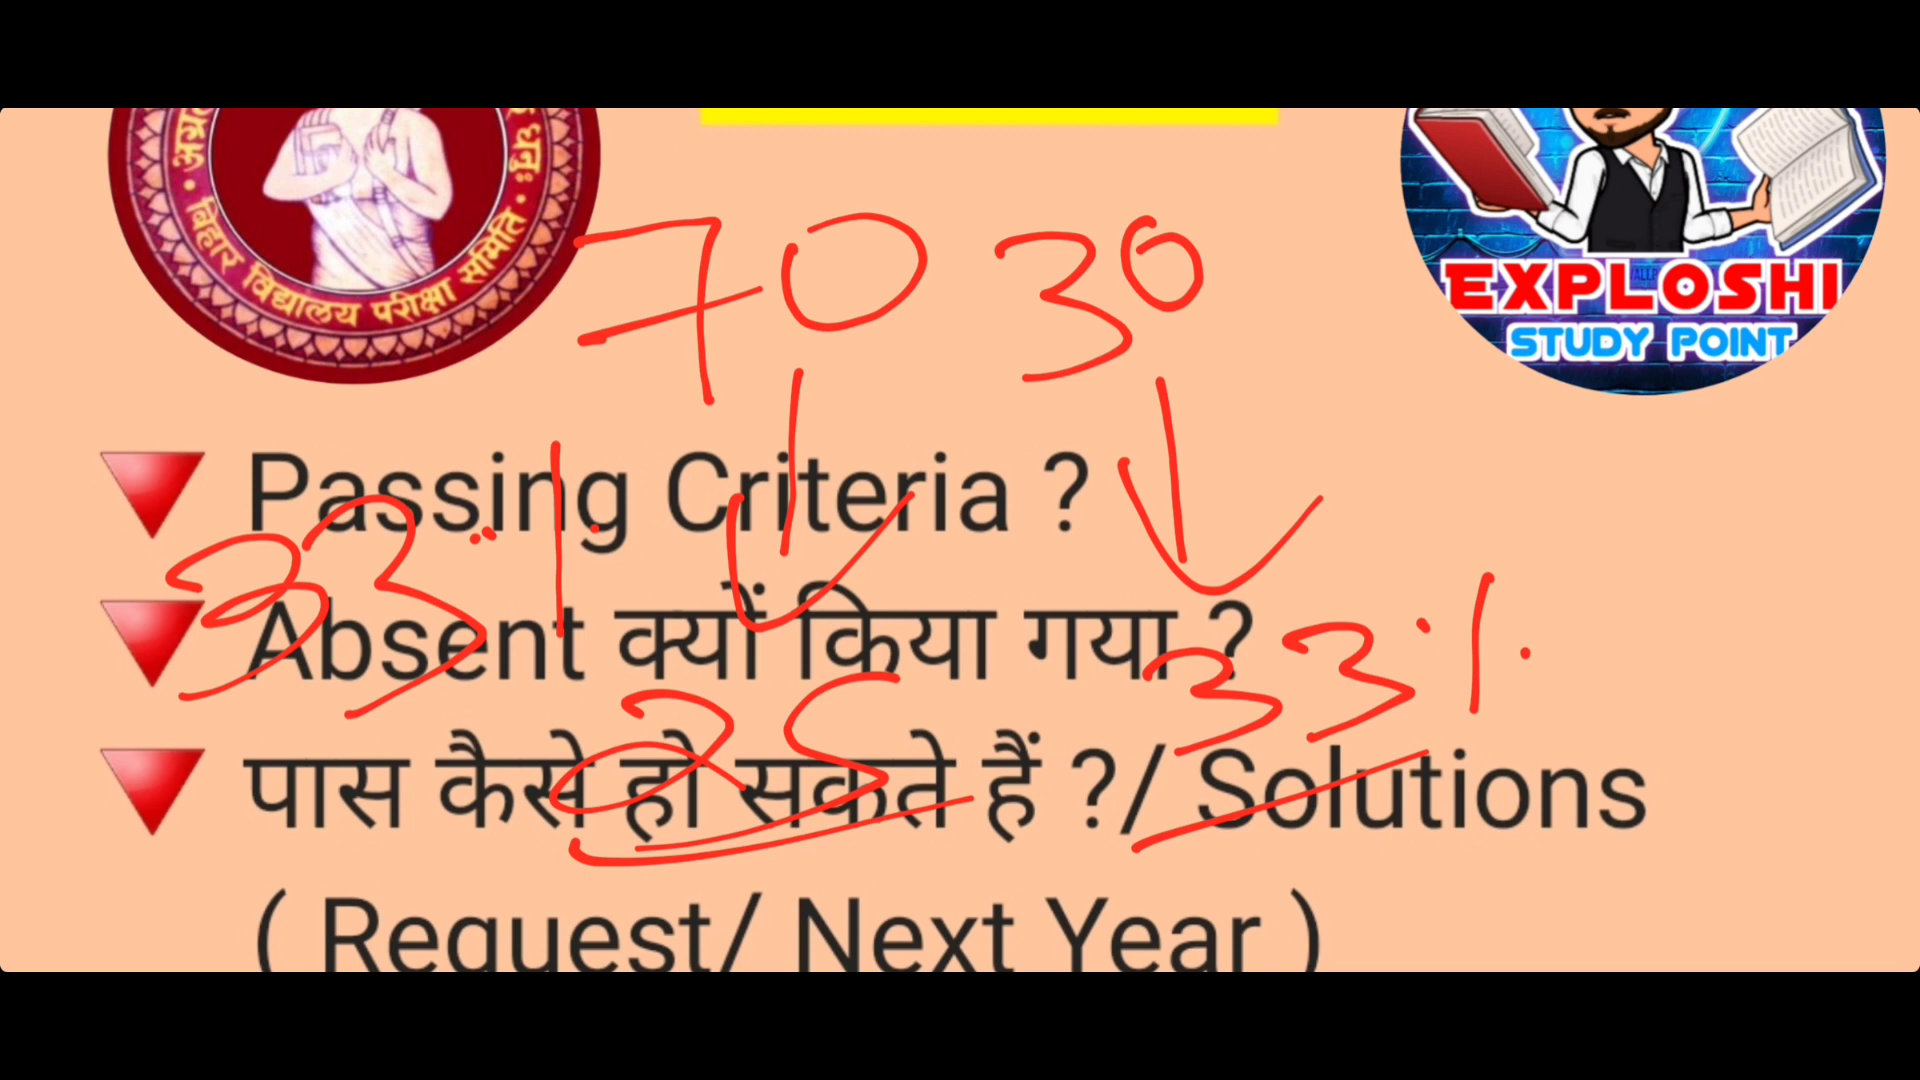 • बिहार विद्यालय परीक्षा समिति •
EXPLOSHI
STUDY POINT
70 30
Passing Criteria ?
33%
Absent क्यों किया गया ?
25 33%
पास कैसे हो सकते हैं ?/ Solutions
( Request/ Next Year )